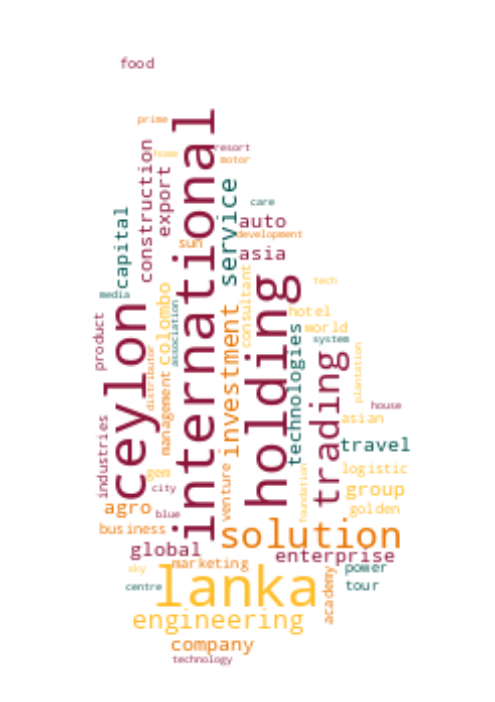 food
prime
international
resort
home
motor
construction
export
service
care
capital
auto
development
sun
asia
consultant
tech
media
ceylon
colombo
association
holding
hotel
world
investment
technologies
system
product
distributor
management
trading
plantation
house
asian
industries
travel
gem
venture
foundation
logistic
city
group
agro
blue
golden
business
solution
global
enterprise
marketing
sky
lanka
power
centre
tour
academy
engineering
company
technology